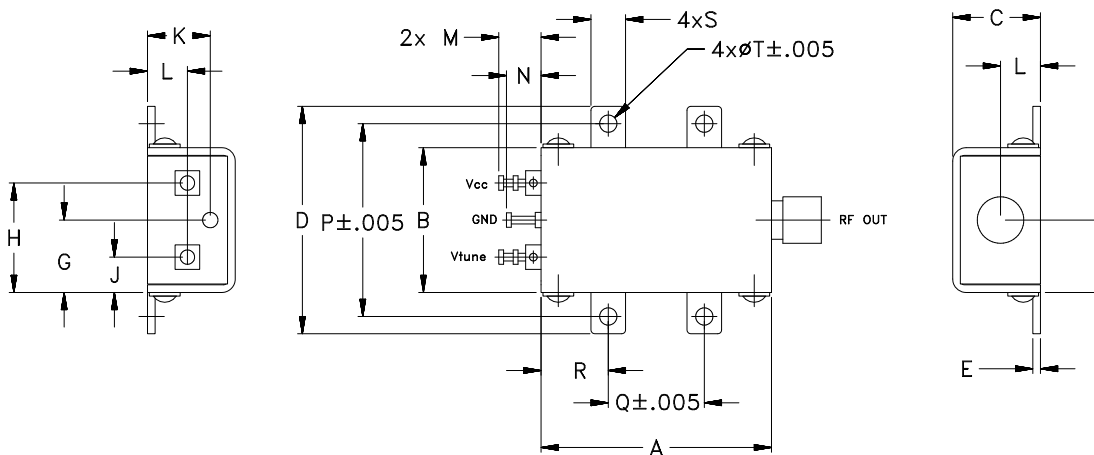 K
L
H
G
J
2x M
N
4xS
4xøT±.005
D
P±.005
B
Vcc
GND
Vtune
RF OUT
R
Q±.005
A
C
L
E